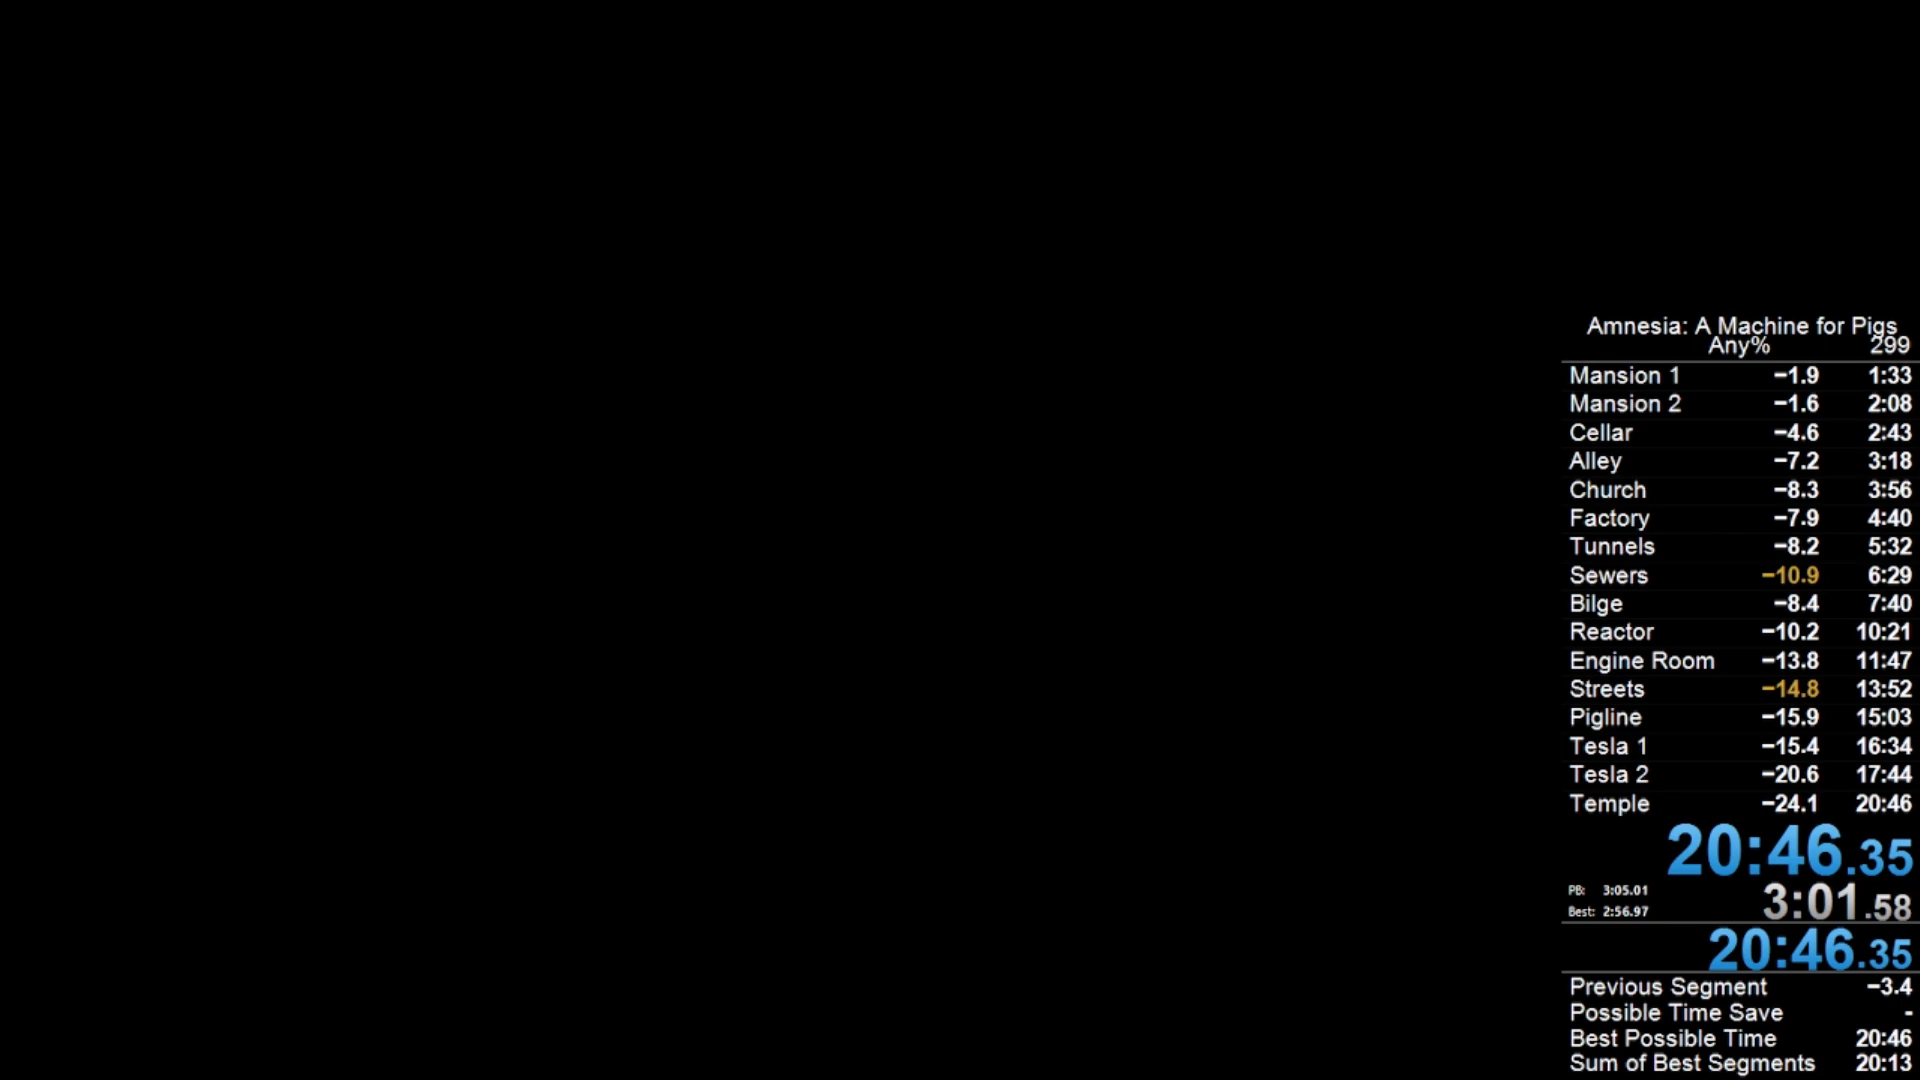 Amnesia: A Machine for Pigs
Any% 299
Mansion 1 −1.9 1:33
Mansion 2 −1.6 2:08
Cellar −4.6 2:43
Alley −7.2 3:18
Church −8.3 3:56
Factory −7.9 4:40
Tunnels −8.2 5:32
Sewers −10.9 6:29
Bilge −8.4 7:40
Reactor −10.2 10:21
Engine Room −13.8 11:47
Streets −14.8 13:52
Pigline −15.9 15:03
Tesla 1 −15.4 16:34
Tesla 2 −20.6 17:44
Temple −24.1 20:46
20:46.35
PB: 3:05.01 3:01.58
Best: 2:56.97
20:46.35
Previous Segment −3.4
Possible Time Save -
Best Possible Time 20:46
Sum of Best Segments 20:13